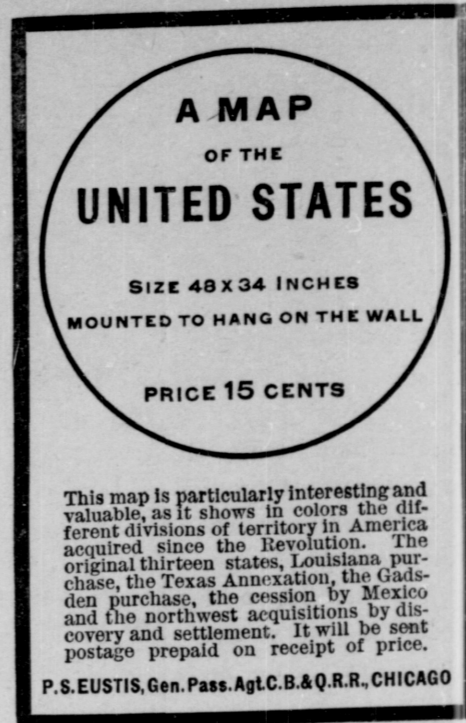 A MAP
OF THE
UNITED STATES
SIZE 48 X 34 INCHES
MOUNTED TO HANG ON THE WALL
PRICE 15 CENTS
This map is particularly interesting and
valuable, as it shows in colors the dif-
ferent divisions of territory in America
acquired since the Revolution. The
original thirteen states, Louisiana pur-
chase, the Texas Annexation, the Gads-
den purchase, the cession by Mexico
and the northwest acquisitions by dis-
covery and settlement. It will be sent
postage prepaid on receipt of price.
P.S.EUSTIS, Gen. Pass. Agt. C.B.&Q.R.R., CHICAGO